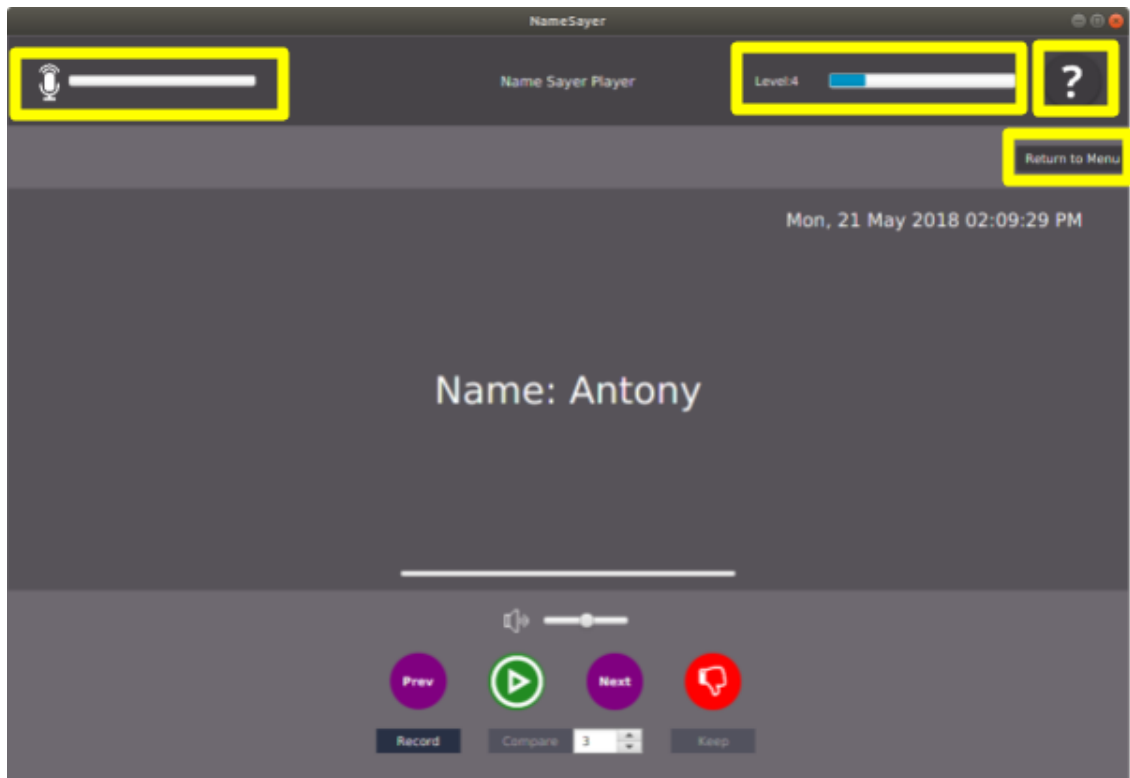 NameSayer
Name Sayer Player
Level:4
?
Return to Menu
Mon, 21 May 2018 02:09:29 PM
Name: Antony
Prev Next
Record Compare 3 Keep